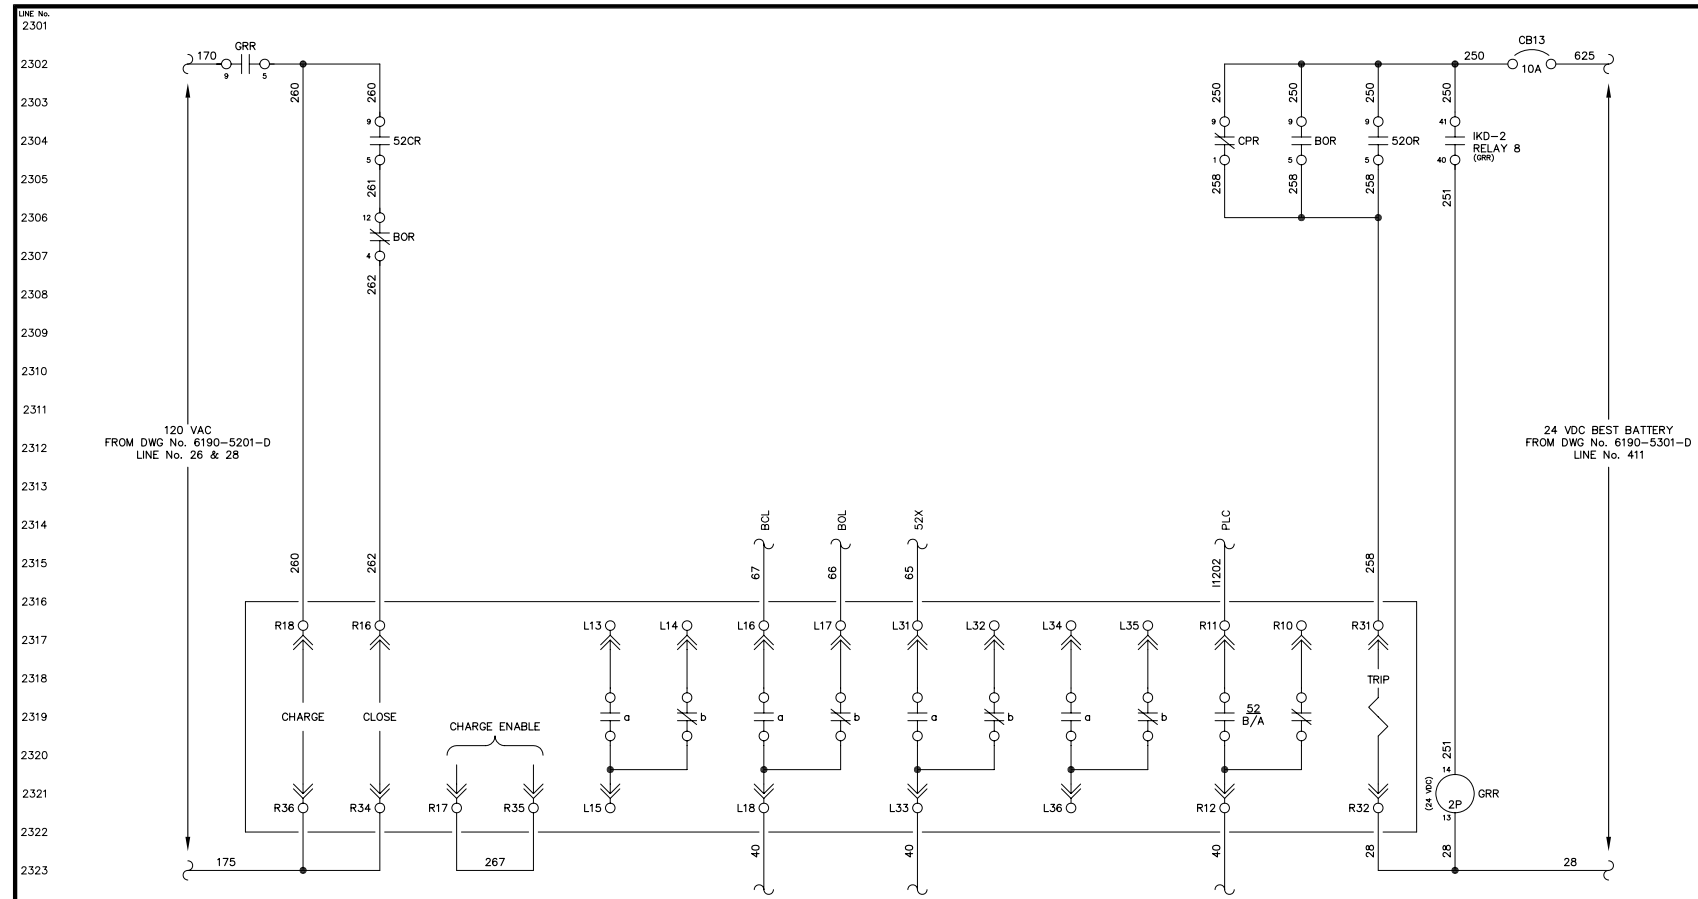 LINE No.
2301
GRR
CB13
2302
170
9
5
250
10A
625
2303
260
260
250
250
250
250
9
9
9
9
41
2304
52CR
CPR
BOR
52OR
IKD-2
RELAY 8
(GRR)
5
1
5
5
40
2305
261
258
258
258
251
2306
12
BOR
2307
4
2308
262
2309
2310
2311
120 VAC
FROM DWG No. 6190-5201-D
LINE No. 26 & 28
24 VDC BEST BATTERY
FROM DWG No. 6190-5301-D
LINE No. 411
2312
2313
2314
BCL
BOL
52X
PLC
2315
260
262
67
66
65
I1202
258
2316
R18
R16
L13
L14
L16
L17
L31
L32
L34
L35
R11
R10
R31
2317
2318
TRIP
2319
CHARGE
CLOSE
CHARGE ENABLE
a
b
a
b
a
b
a
b
52
B/A
2320
251
14
2321
(24 VDC)
GRR
2P
13
R36
R34
R17
R35
L15
L18
L33
L36
R12
R32
2322
40
40
40
28
28
2323
175
267
28